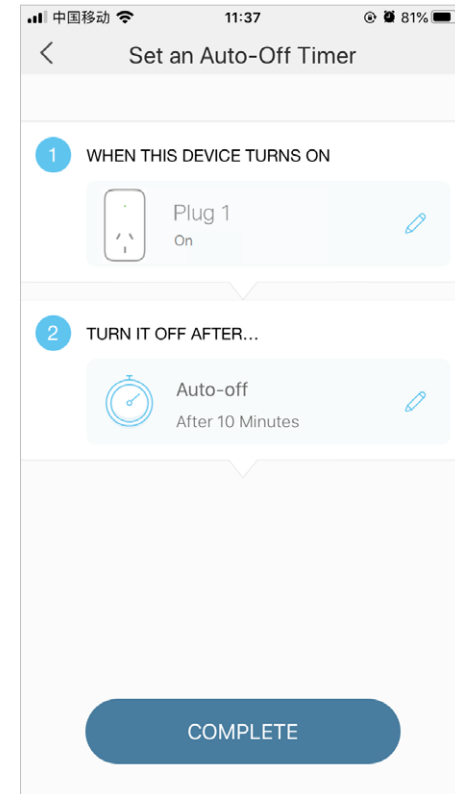 中国移动 11:37 81%
Set an Auto-Off Timer
1 WHEN THIS DEVICE TURNS ON
Plug 1
On
2 TURN IT OFF AFTER...
Auto-off
After 10 Minutes
COMPLETE